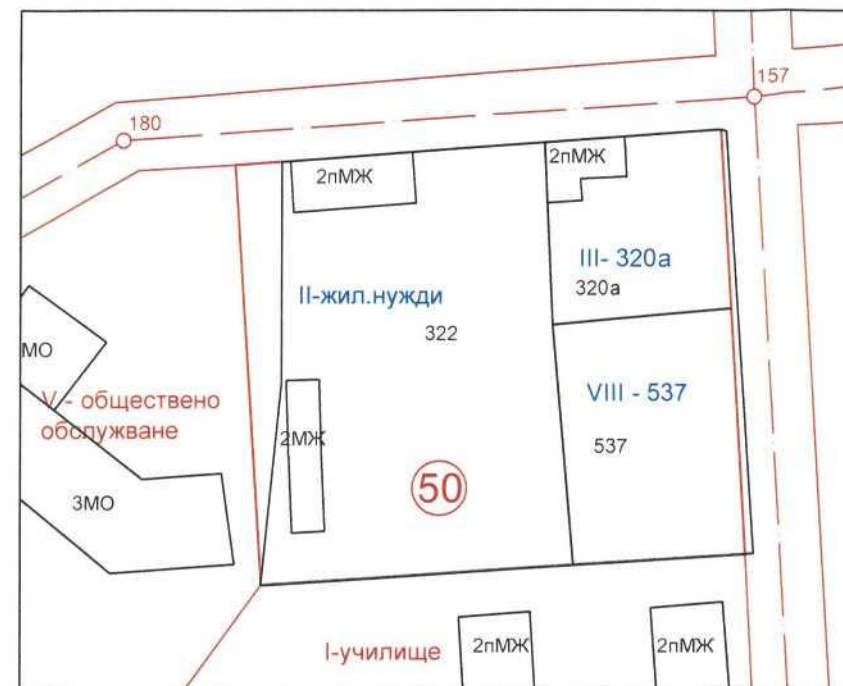 157
180
2пМЖ
2пМЖ
III- 320а
320а
II-жил.нужди
322
МО
VIII - 537
V - обществено
обслужване
2МЖ
537
50
3МО
I-училище
2пМЖ
2пМЖ